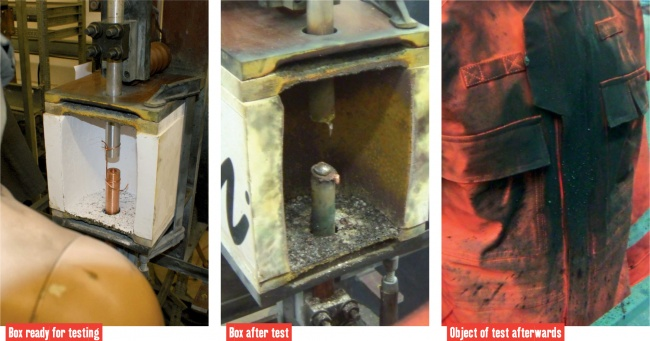 Box ready for testing
Box after test
Object of test afterwards